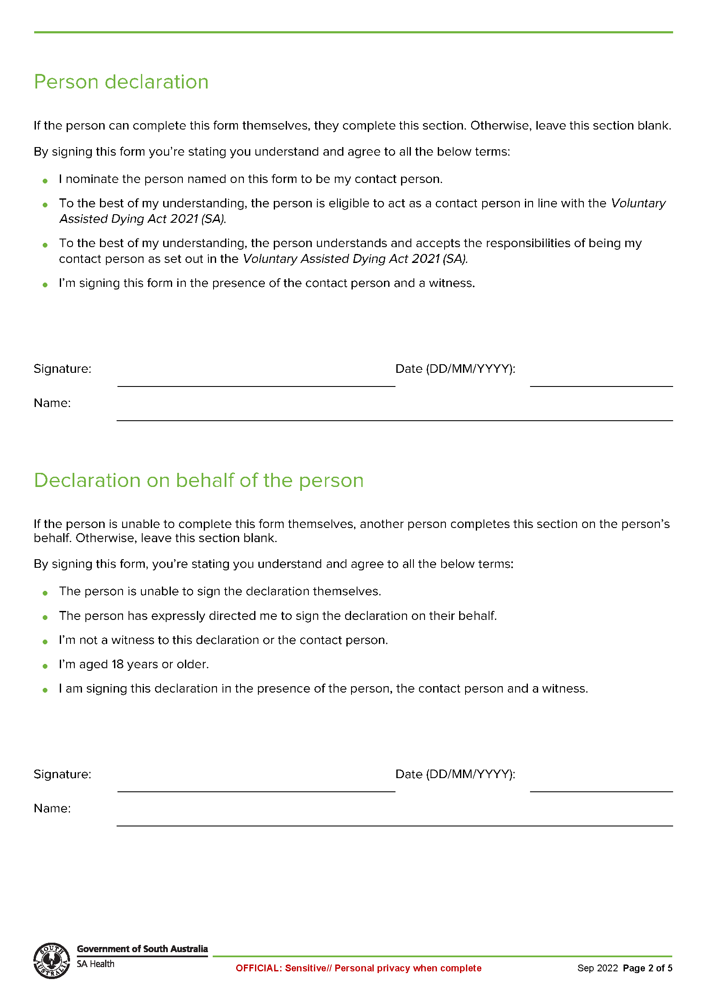 Person declaration
If the person can complete this form themselves, they complete this section. Otherwise, leave this section blank.
By signing this form you’re stating you understand and agree to all the below terms:
● I nominate the person named on this form to be my contact person.
● To the best of my understanding, the person is eligible to act as a contact person in line with the Voluntary
Assisted Dying Act 2021 (SA).
● To the best of my understanding, the person understands and accepts the responsibilities of being my
contact person as set out in the Voluntary Assisted Dying Act 2021 (SA).
● I’m signing this form in the presence of the contact person and a witness.
Signature: Date (DD/MM/YYYY):
Name:
Declaration on behalf of the person
If the person is unable to complete this form themselves, another person completes this section on the person’s
behalf. Otherwise, leave this section blank.
By signing this form, you’re stating you understand and agree to all the below terms:
● The person is unable to sign the declaration themselves.
● The person has expressly directed me to sign the declaration on their behalf.
● I’m not a witness to this declaration or the contact person.
● I’m aged 18 years or older.
● I am signing this declaration in the presence of the person, the contact person and a witness.
Signature: Date (DD/MM/YYYY):
Name:
SOUTH AUSTRALIA
Government of South Australia
SA Health
OFFICIAL: Sensitive// Personal privacy when complete
Sep 2022 Page 2 of 5